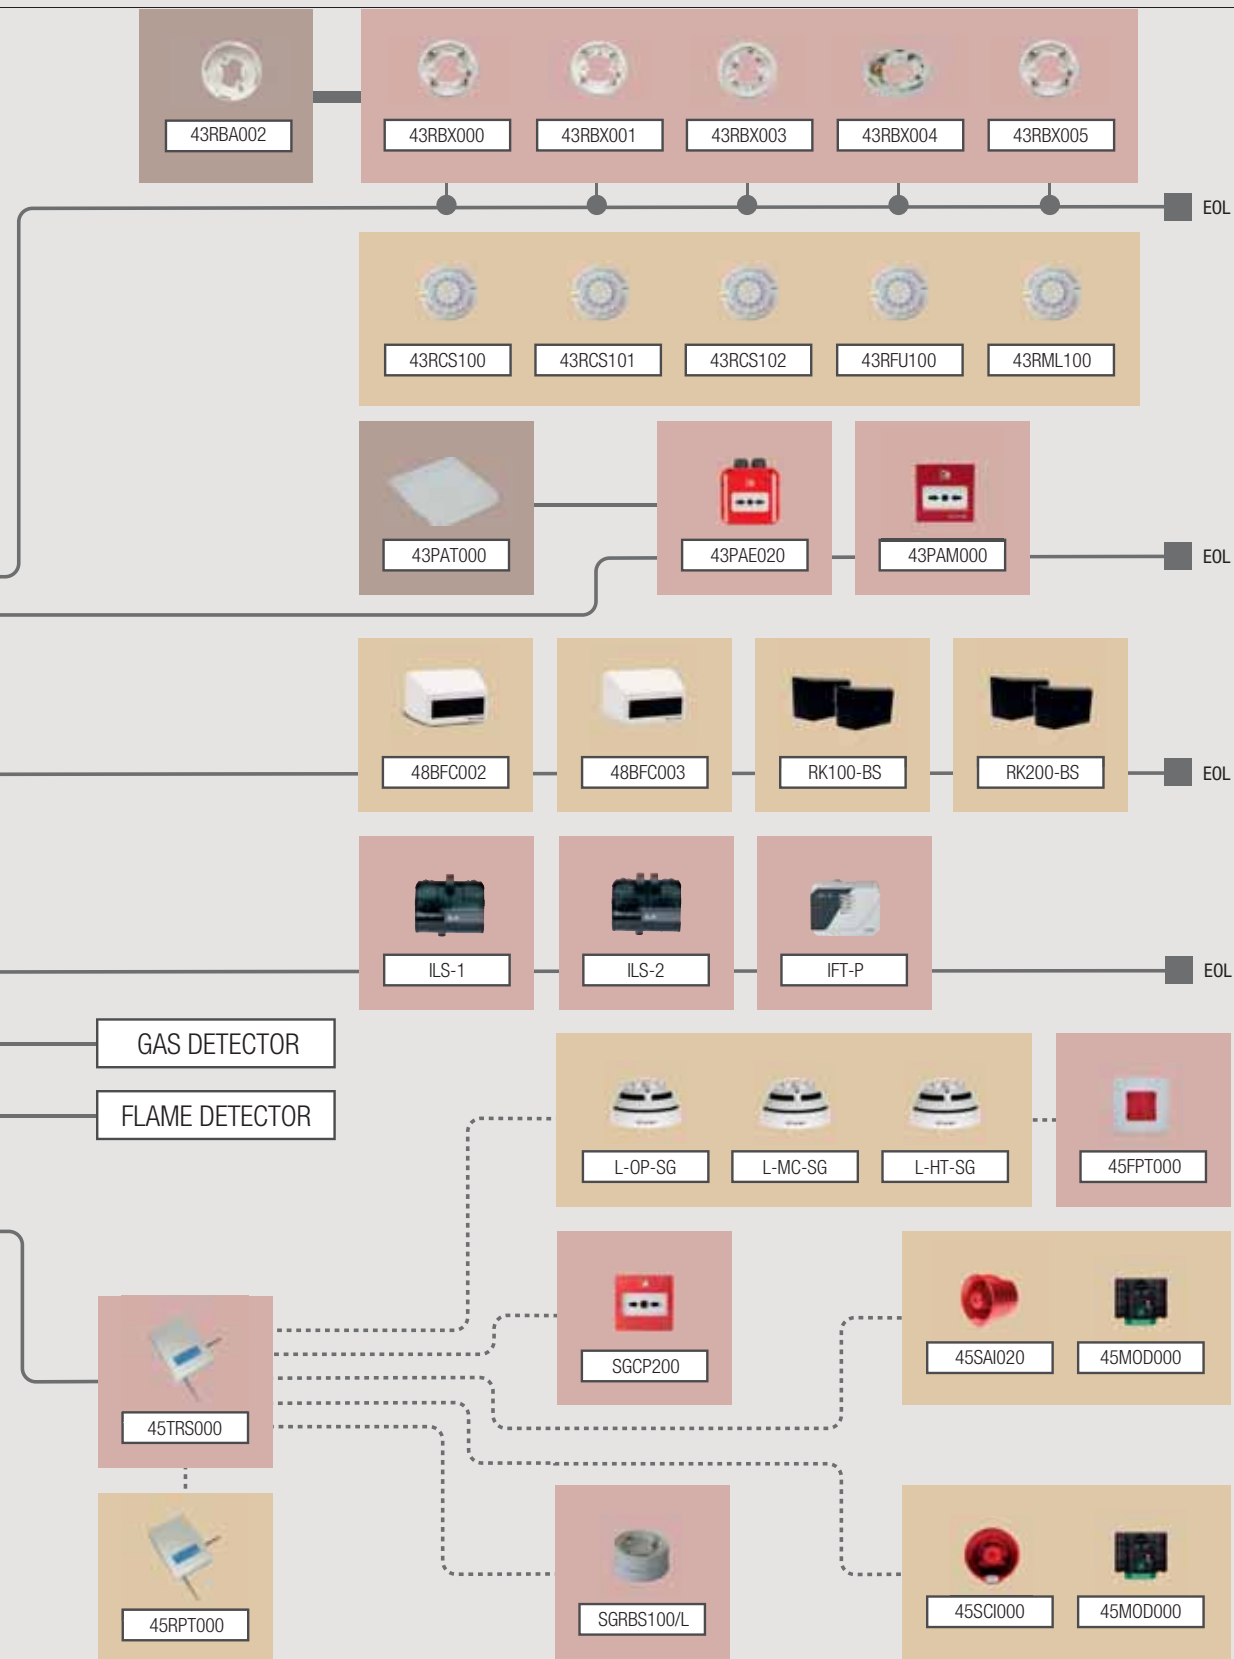 43RBA002
43RBX000
43RBX001
43RBX003
43RBX004
43RBX005
EOL
43RCS100
43RCS101
43RCS102
43RFU100
43RML100
43PAT000
43PAE020
43PAM000
EOL
48BFC002
48BFC003
RK100-BS
RK200-BS
EOL
ILS-1
ILS-2
IFT-P
EOL
GAS DETECTOR
FLAME DETECTOR
L-OP-SG
L-MC-SG
L-HT-SG
45FPT000
SGCP200
45SAI020
45MOD000
45TRS000
45RPT000
SGRBS100/L
45SCI000
45MOD000